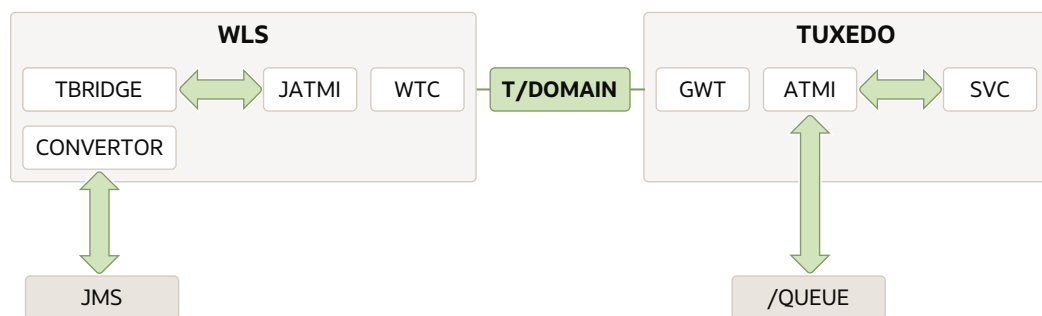 WLS
TUXEDO
TBRIDGE
JATMI
WTC
T/DOMAIN
GWT
ATMI
SVC
CONVERTOR
JMS
/QUEUE